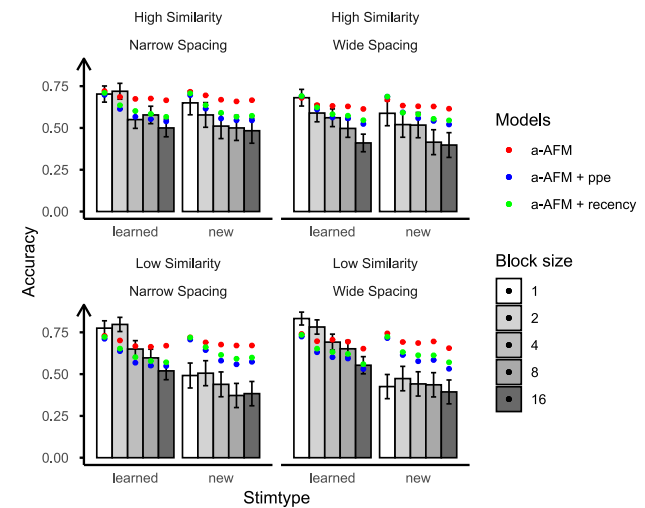 High Similarity
Narrow Spacing
High Similarity
Wide Spacing
0.75
0.50
0.25
0.00
learned
new
learned
new
Low Similarity
Narrow Spacing
Low Similarity
Wide Spacing
0.75
0.50
0.25
0.00
learned
new
learned
new
Accuracy
Stimtype
Models
a-AFM
a-AFM + ppe
a-AFM + recency
Block size
1
2
4
8
16